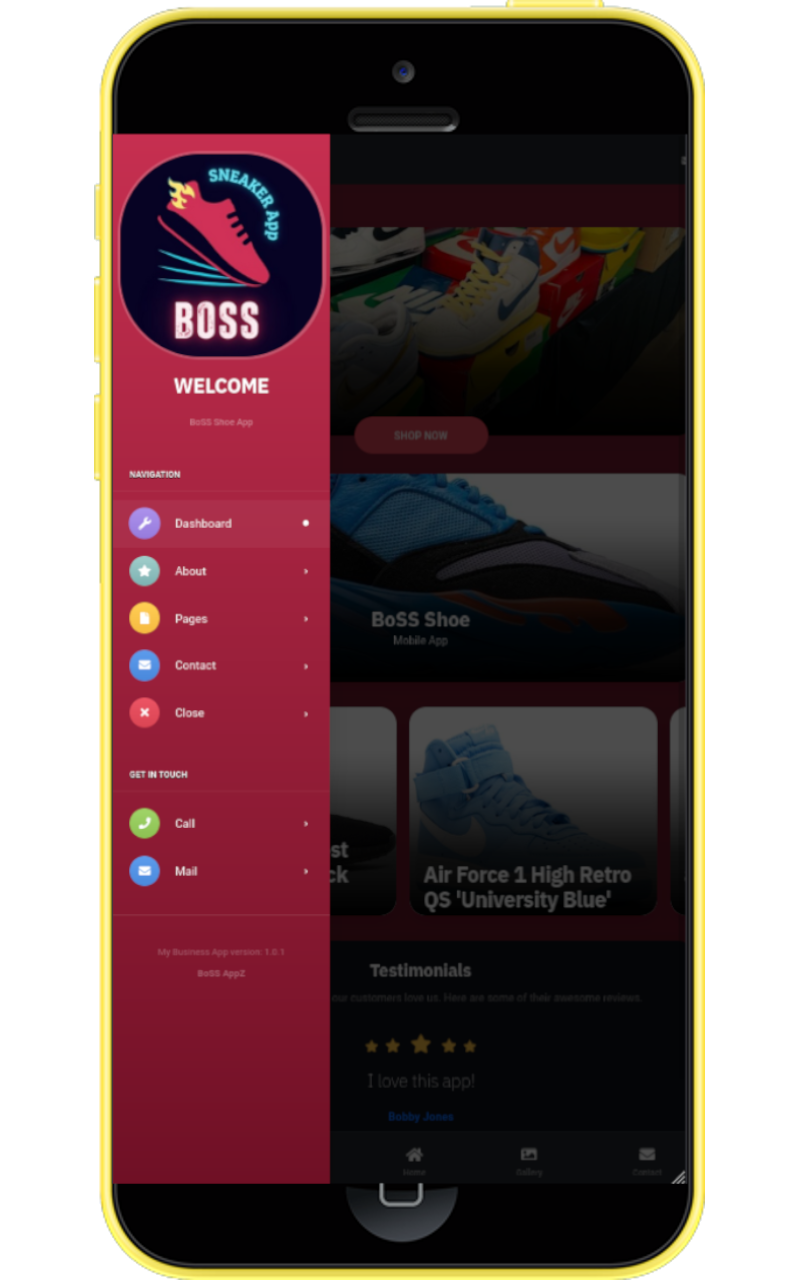 SNEAKER APP
BOSS
WELCOME
BoSS Shoe App
NAVIGATION
Dashboard
About
Pages
Contact
Close
GET IN TOUCH
Call
Mail
My Business App version: 1.0.1
BoSS AppZ
SHOP NOW
BoSS Shoe
Mobile App
st
ck
Air Force 1 High Retro
QS 'University Blue'
Testimonials
our customers love us. Here are some of their awesome reviews.
I love this app!
Bobby Jones
Home
Gallery
Contact